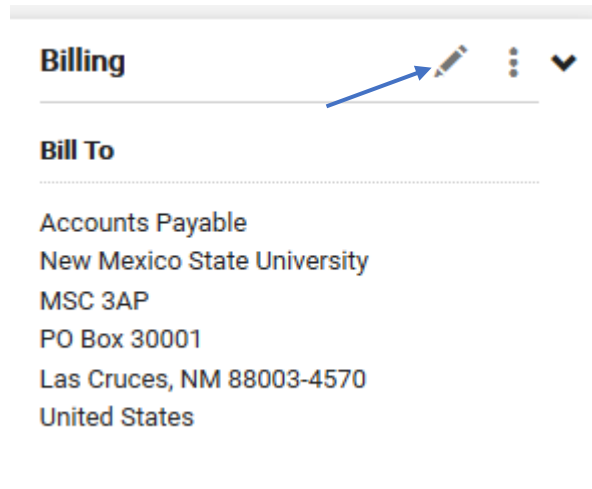 Billing
Bill To
Accounts Payable
New Mexico State University
MSC 3AP
PO Box 30001
Las Cruces, NM 88003-4570
United States